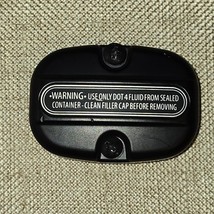 •WARNING• USE ONLY DOT 4 FLUID FROM SEALED
CONTAINER - CLEAN FILLER CAP BEFORE REMOVING